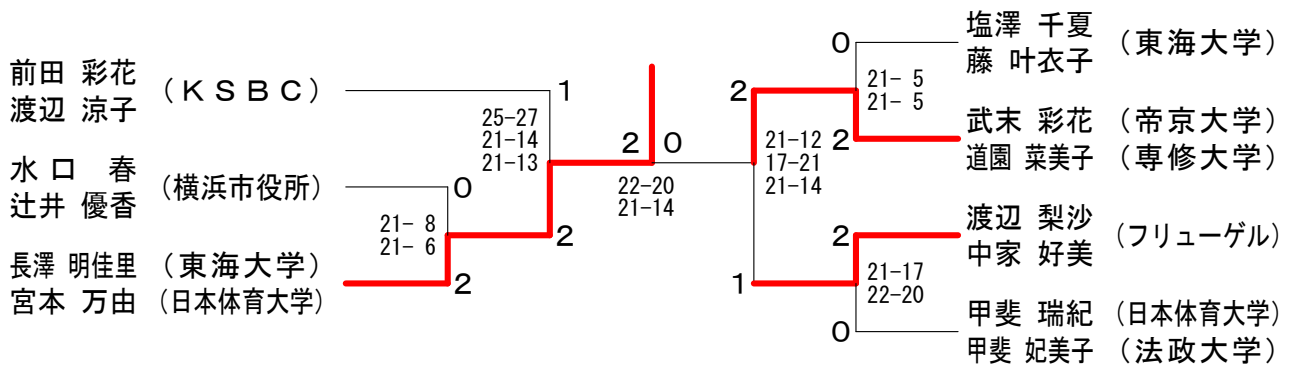 前田 彩花
渡辺 涼子
(ＫＳＢＣ)
1
25-27
21-14
21-13
水口 春
辻井 優香
(横浜市役所)
0
21- 8
21- 6
2
長澤 明佳里 (東海大学)
宮本 万由 (日本体育大学)
2
2 0
22-20
21-14
塩澤 千夏
藤 叶衣子
(東海大学)
0
21- 5
21- 5
2
武末 彩花 (帝京大学)
道園 菜美子 (専修大学)
2
21-12
17-21
21-14
1
渡辺 梨沙
中家 好美
(フリューゲル)
2
21-17
22-20
0
甲斐 瑞紀 (日本体育大学)
甲斐 妃美子 (法政大学)